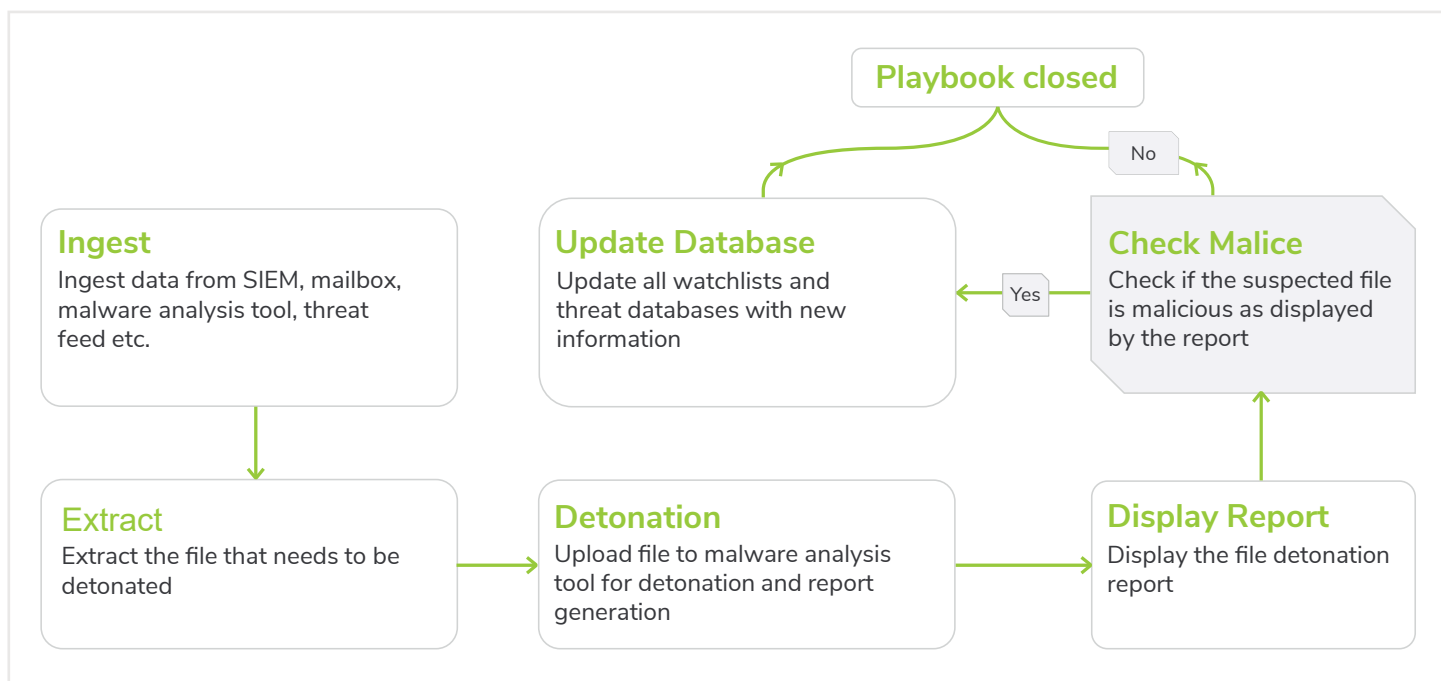 Playbook closed
No
Ingest
Ingest data from SIEM, mailbox,
malware analysis tool, threat
feed etc.
Update Database
Update all watchlists and
threat databases with new
information
Yes
Check Malice
Check if the suspected file
is malicious as displayed
by the report
Extract
Extract the file that needs to be
detonated
Detonation
Upload file to malware analysis
tool for detonation and report
generation
Display Report
Display the file detonation
report